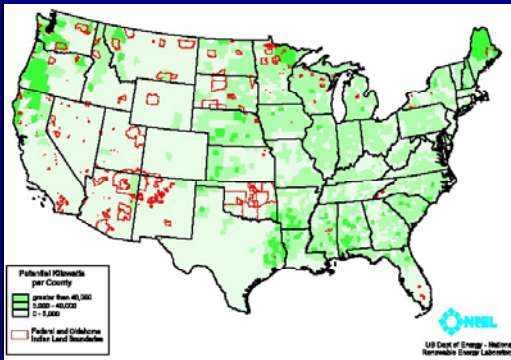 Potential Kilowatts
per County
greater than 40,000
5,000 - 40,000
0 - 5,000
Federal and Oklahoma
Indian Land Boundaries
NREL
US Dept of Energy - National
Renewable Energy Laboratory